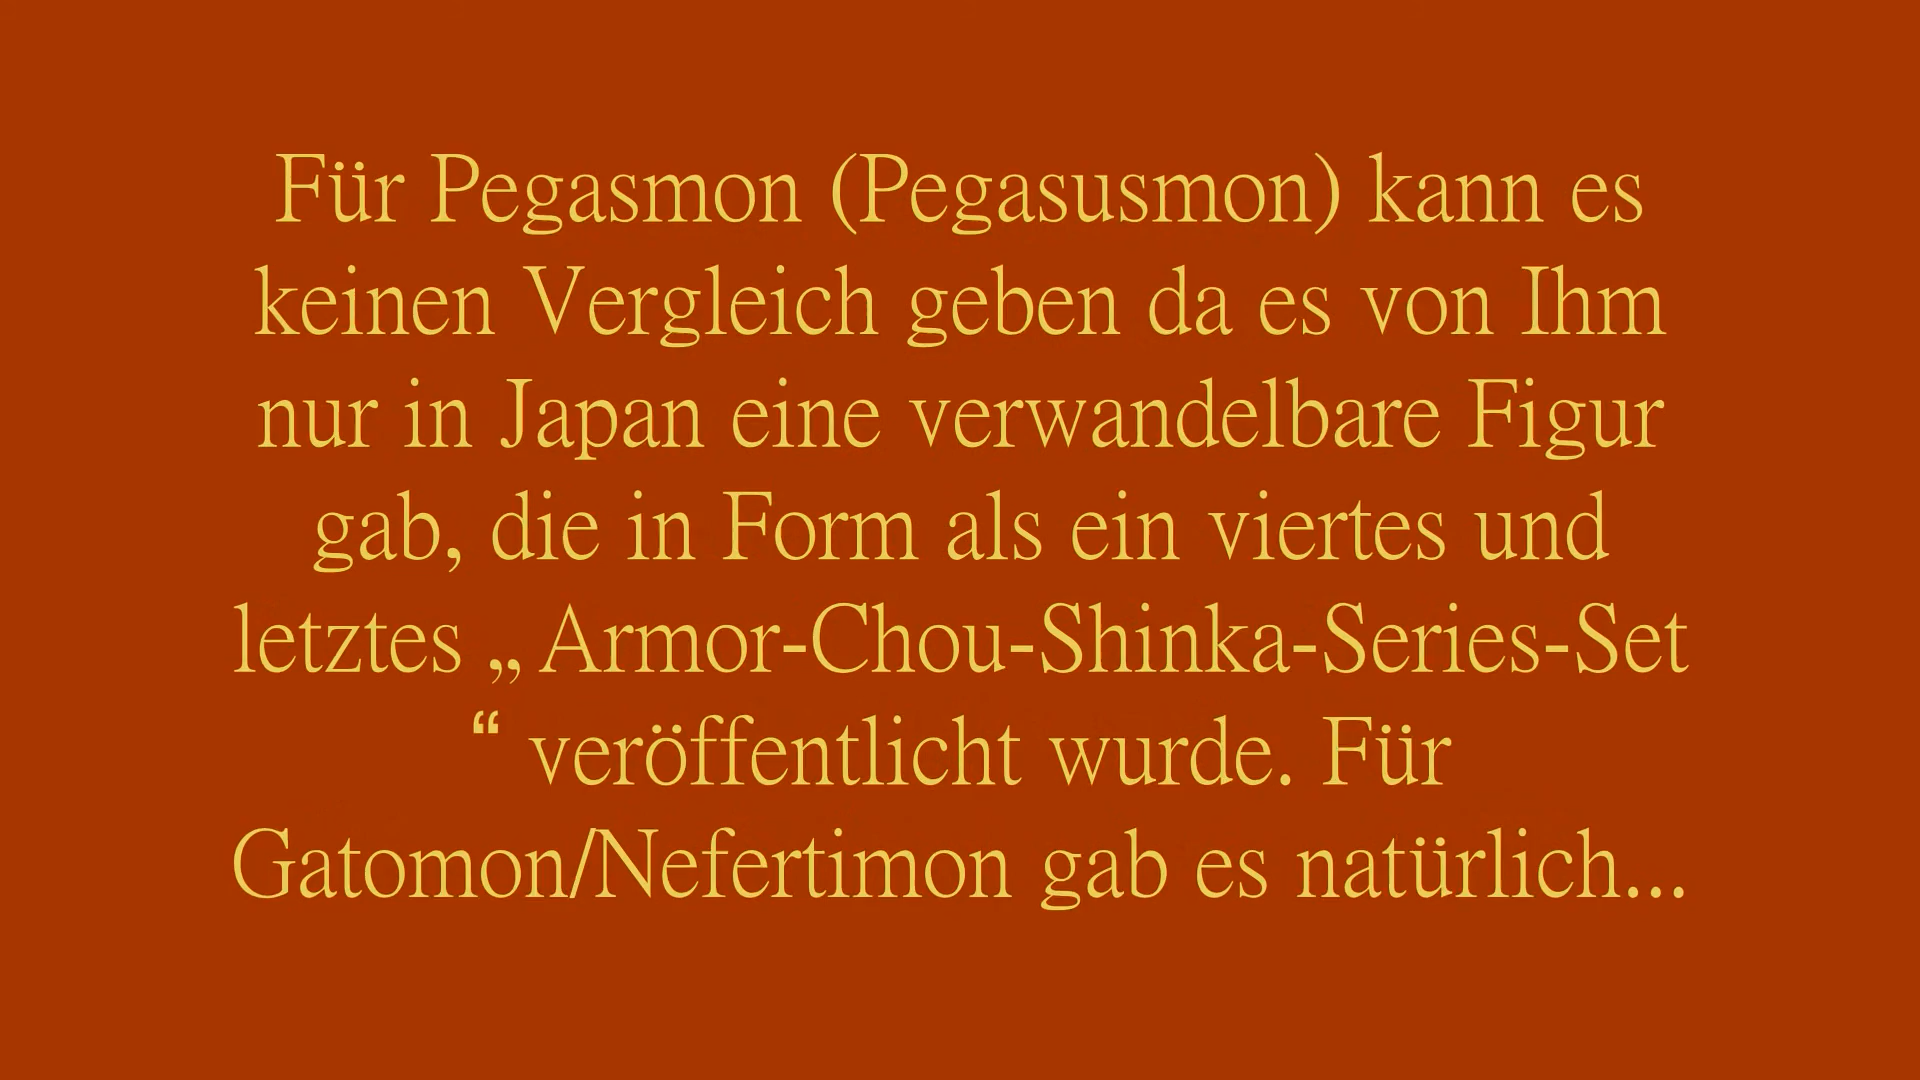 Für Pegasmon (Pegasusmon) kann es
keinen Vergleich geben da es von Ihm
nur in Japan eine verwandelbare Figur
gab, die in Form als ein viertes und
letztes „ Armor-Chou-Shinka-Series-Set
“ veröffentlicht wurde. Für
Gatomon/Nefertimon gab es natürlich...